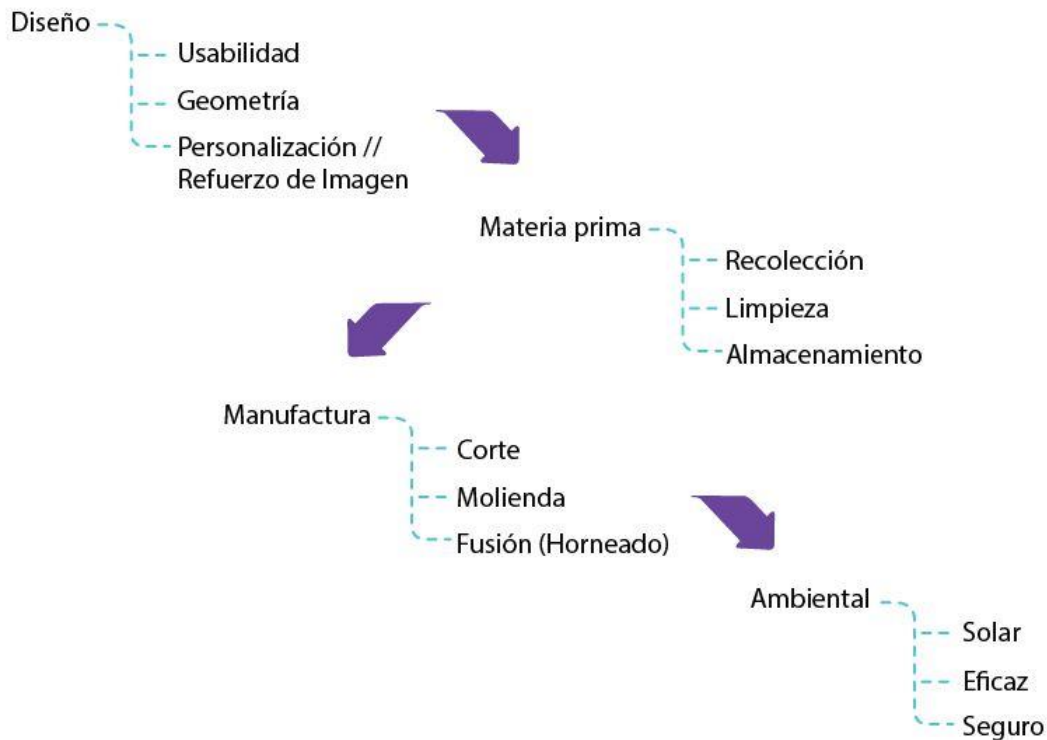 Diseño
Usabilidad
Geometría
Personalización //
Refuerzo de Imagen
Materia prima
Recolección
Limpieza
Almacenamiento
Manufactura
Corte
Molienda
Fusión (Horneado)
Ambiental
Solar
Eficaz
Seguro